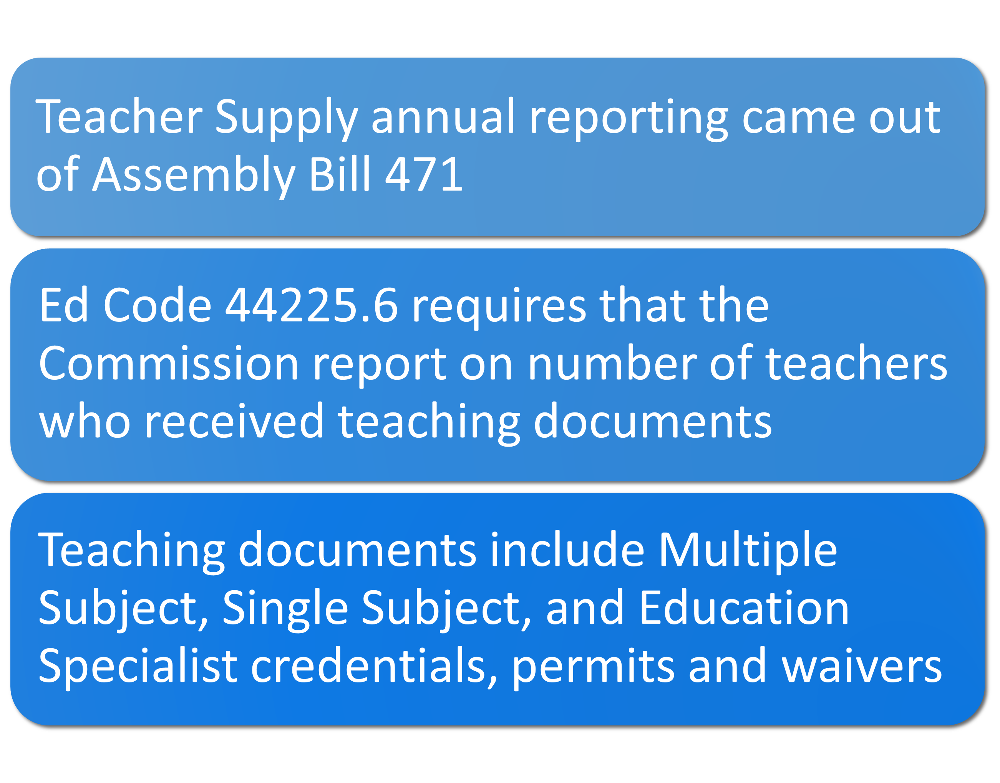 Teacher Supply annual reporting came out
of Assembly Bill 471
Ed Code 44225.6 requires that the
Commission report on number of teachers
who received teaching documents
Teaching documents include Multiple
Subject, Single Subject, and Education
Specialist credentials, permits and waivers